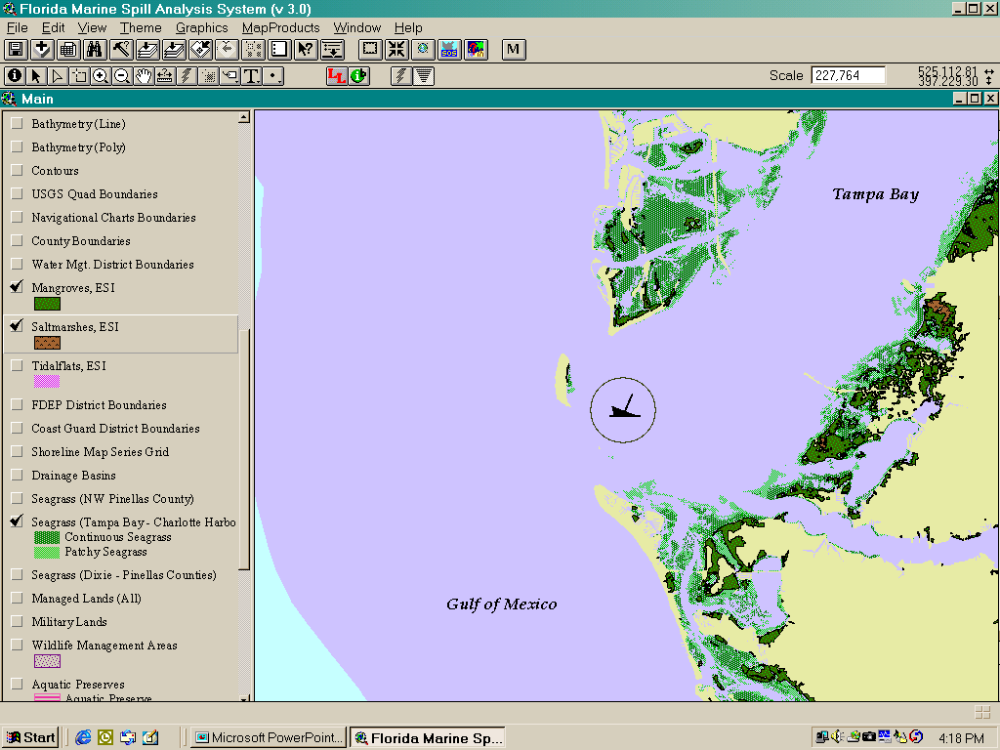 Florida Marine Spill Analysis System (v 3.0)
File Edit View Theme Graphics MapProducts Window Help
SOS M
T LL Scale 227,764 525,112.81
397,229.30
Main
Bathymetry (Line)
Bathymetry (Poly)
Contours
USGS Quad Boundaries
Navigational Charts Boundaries
County Boundaries
Water Mgt. District Boundaries
Mangroves, ESI
Saltmarshes, ESI
Tidalflats, ESI
FDEP District Boundaries
Coast Guard District Boundaries
Shoreline Map Series Grid
Drainage Basins
Seagrass (NW Pinellas County)
Seagrass (Tampa Bay - Charlotte Harbo
Continuous Seagrass
Patchy Seagrass
Seagrass (Dixie - Pinellas Counties)
Managed Lands (All)
Military Lands
Wildlife Management Areas
Aquatic Preserves
Aquatic Preserve
Tampa Bay
Gulf of Mexico
Start Microsoft PowerPoint... Florida Marine Sp... 4:18 PM